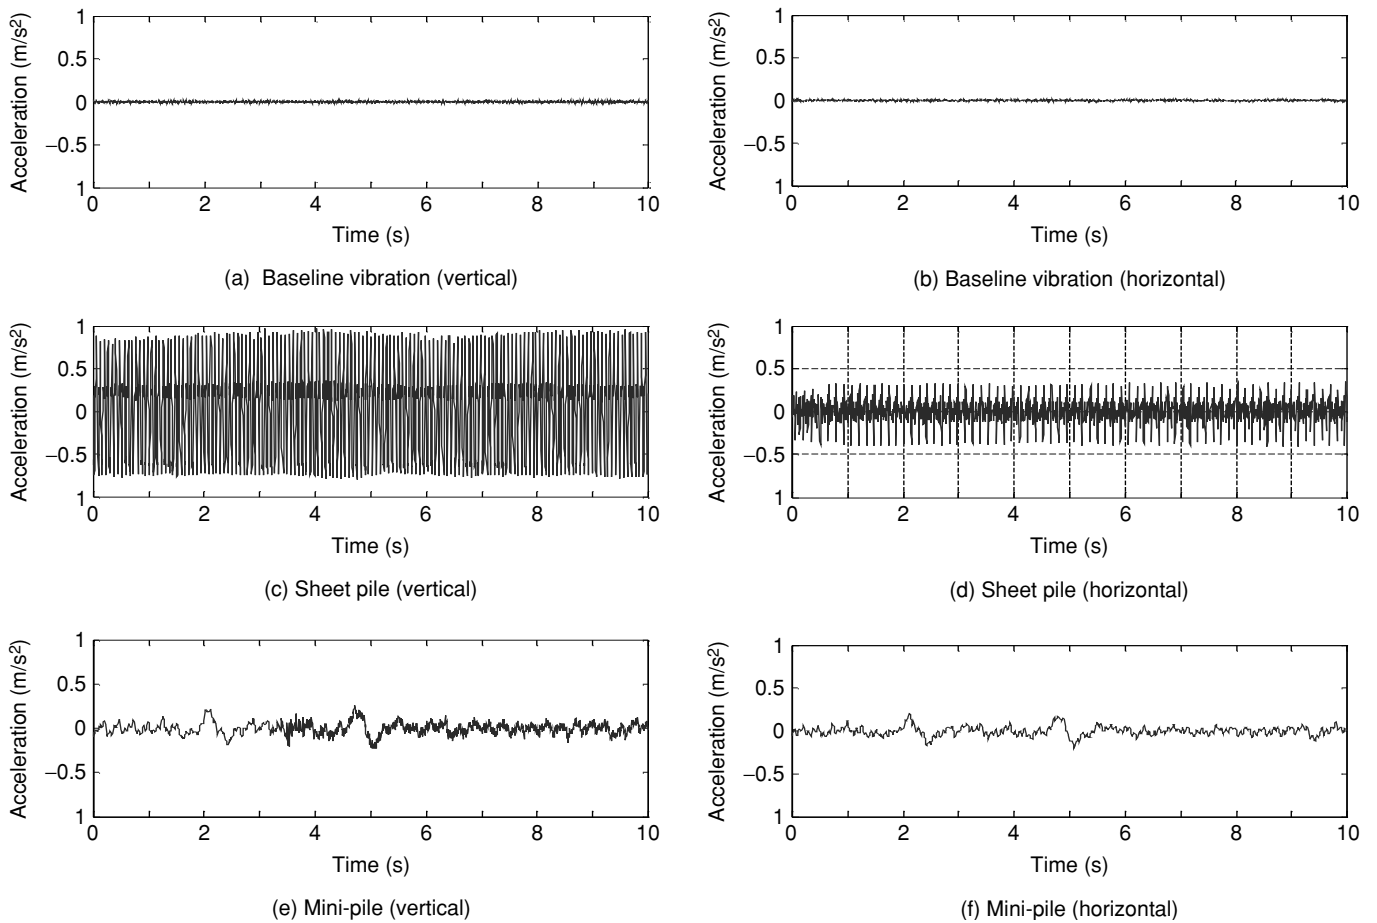 1
0.5
0
−0.5
1
Acceleration (m/s²)
0 2 4 6 8 10
Time (s)
(a) Baseline vibration (vertical)
1
0.5
0
−0.5
1
Acceleration (m/s²)
0 2 4 6 8 10
Time (s)
(b) Baseline vibration (horizontal)
1
0.5
0
−0.5
1
Acceleration (m/s²)
0 2 4 6 8 10
Time (s)
(c) Sheet pile (vertical)
1
0.5
0
−0.5
1
Acceleration (m/s²)
0 2 4 6 8 10
Time (s)
(d) Sheet pile (horizontal)
1
0.5
0
−0.5
1
Acceleration (m/s²)
0 2 4 6 8 10
Time (s)
(e) Mini-pile (vertical)
1
0.5
0
−0.5
1
Acceleration (m/s²)
0 2 4 6 8 10
Time (s)
(f) Mini-pile (horizontal)